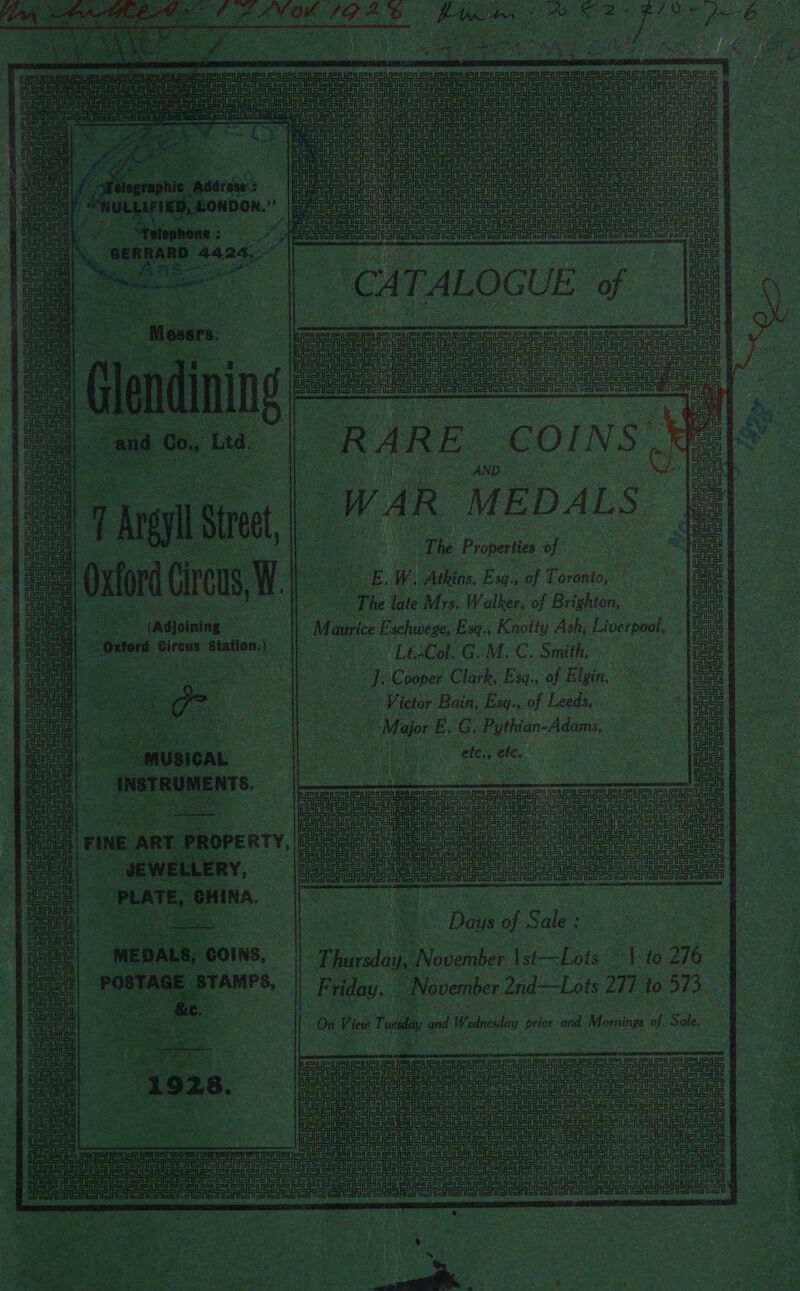 17 Nov 1928
Telegraphic Address:
"NULLIFIED, LONDON."
Telephone:
GERRARD 4424.
Messrs.
Glendining
and Co., Ltd.
7 Argyll Street,
Oxford Circus, W.
(Adjoining
Oxford Circus Station.)
&
MUSICAL
INSTRUMENTS.
FINE ART PROPERTY,
JEWELLERY,
PLATE, CHINA.
MEDALS, COINS,
POSTAGE STAMPS,
&c.
1928.
CATALOGUE of
RARE COINS
AND
WAR MEDALS
The Properties of
E. W. Atkins, Esq., of Toronto,
The late Mrs. Walker, of Brighton,
Maurice Eschwege, Esq., Knotty Ash, Liverpool,
Lt.-Col. G. M. C. Smith,
J. Cooper Clark, Esq., of Elgin,
Victor Bain, Esq., of Leeds,
Major E. G. Pythian-Adams,
etc., etc.
Days of Sale :
Thursday, November 1st—Lots 1 to 276
Friday, November 2nd—Lots 277 to 573
On View Tuesday and Wednesday prior and Mornings of Sale.